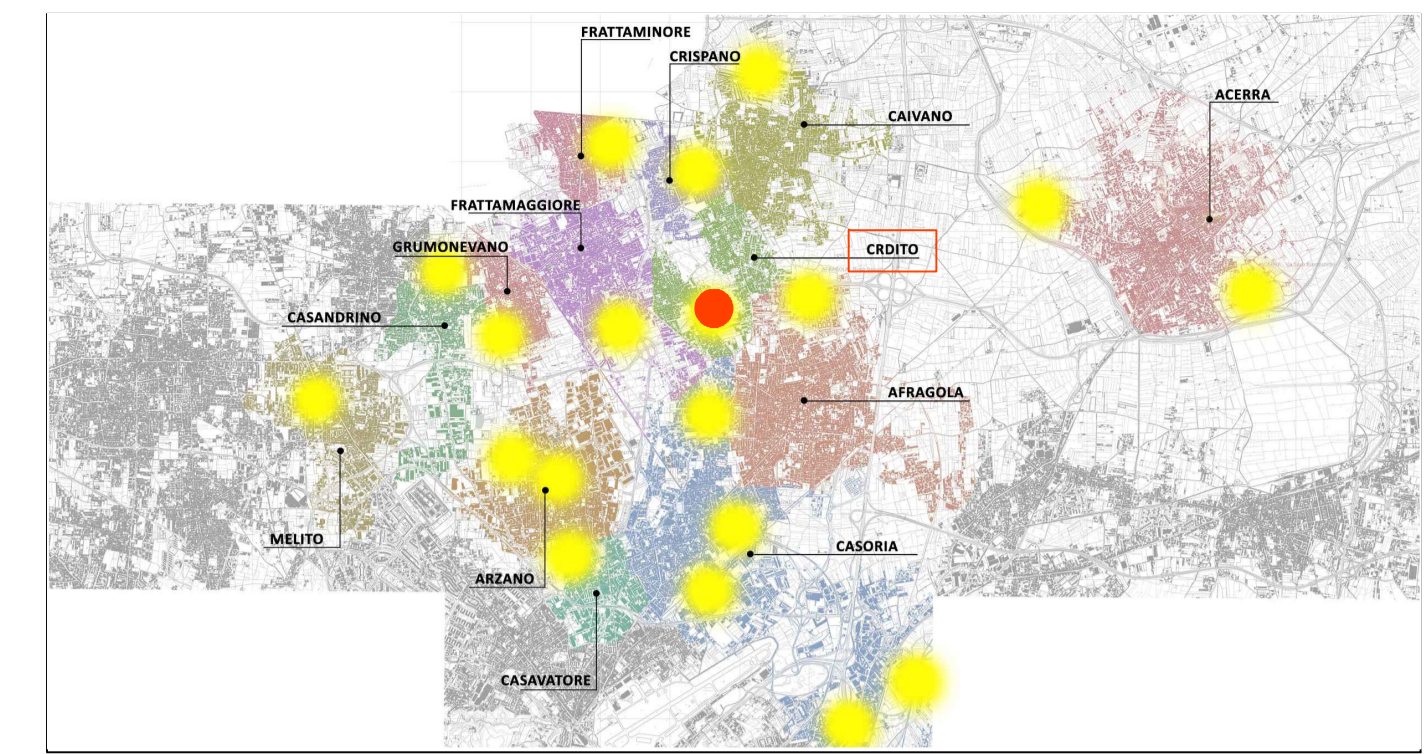 FRATTAMINORE
CRISPANO
ACERRA
CAIVANO
FRATTAMAGGIORE
GRUMONEVANO
CRDITO
CASANDRINO
AFRAGOLA
MELITO
CASORIA
ARZANO
CASAVATORE